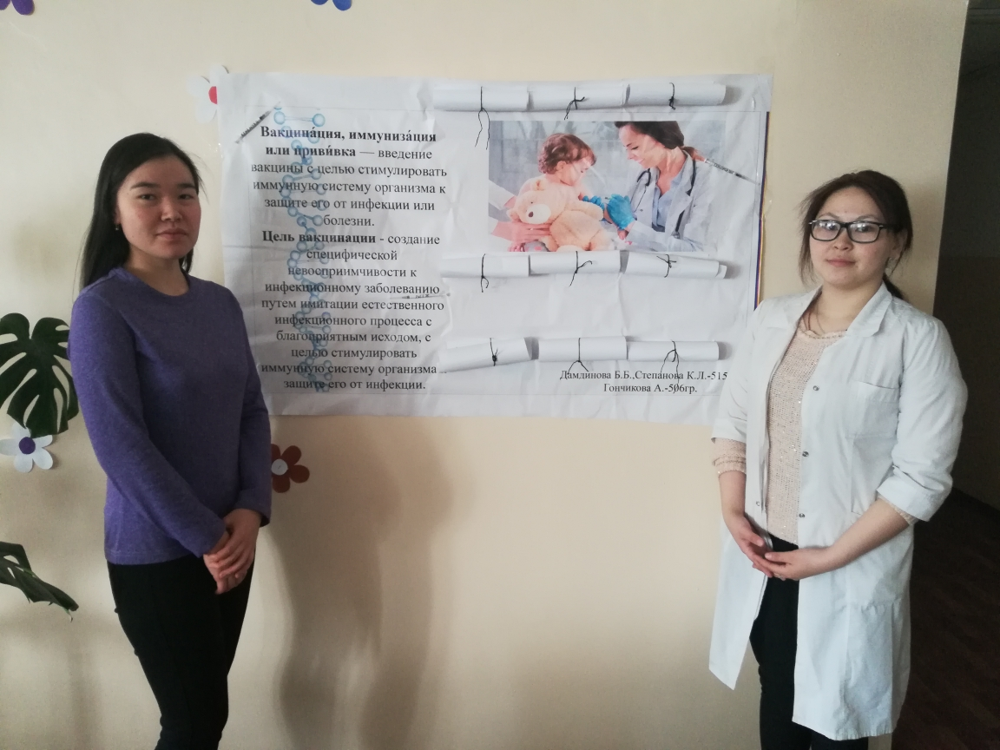 Вакцина́ция, иммуниза́ция
или приви́вка — введение
вакцины с целью стимулировать
иммунную систему организма к
защите его от инфекции или
болезни.
Цель вакцинации - создание
специфической
невосприимчивости к
инфекционному заболеванию
путем имитации естественного
инфекционного процесса с
благоприятным исходом, с
целью стимулировать
иммунную систему организма
защите его от инфекции.
Дамдинова Б.Б.,Степанова К.Л.-515
Гончикова А.-506гр.